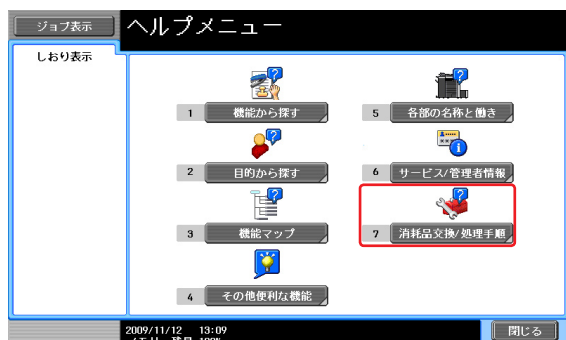 ジョブ表示
ヘルプメニュー
しおり表示
1 機能から探す
2 目的から探す
3 機能マップ
4 その他便利な機能
5 各部の名称と働き
6 サービス/管理者情報
7 消耗品交換/処理手順
2009/11/12 13:09
閉じる